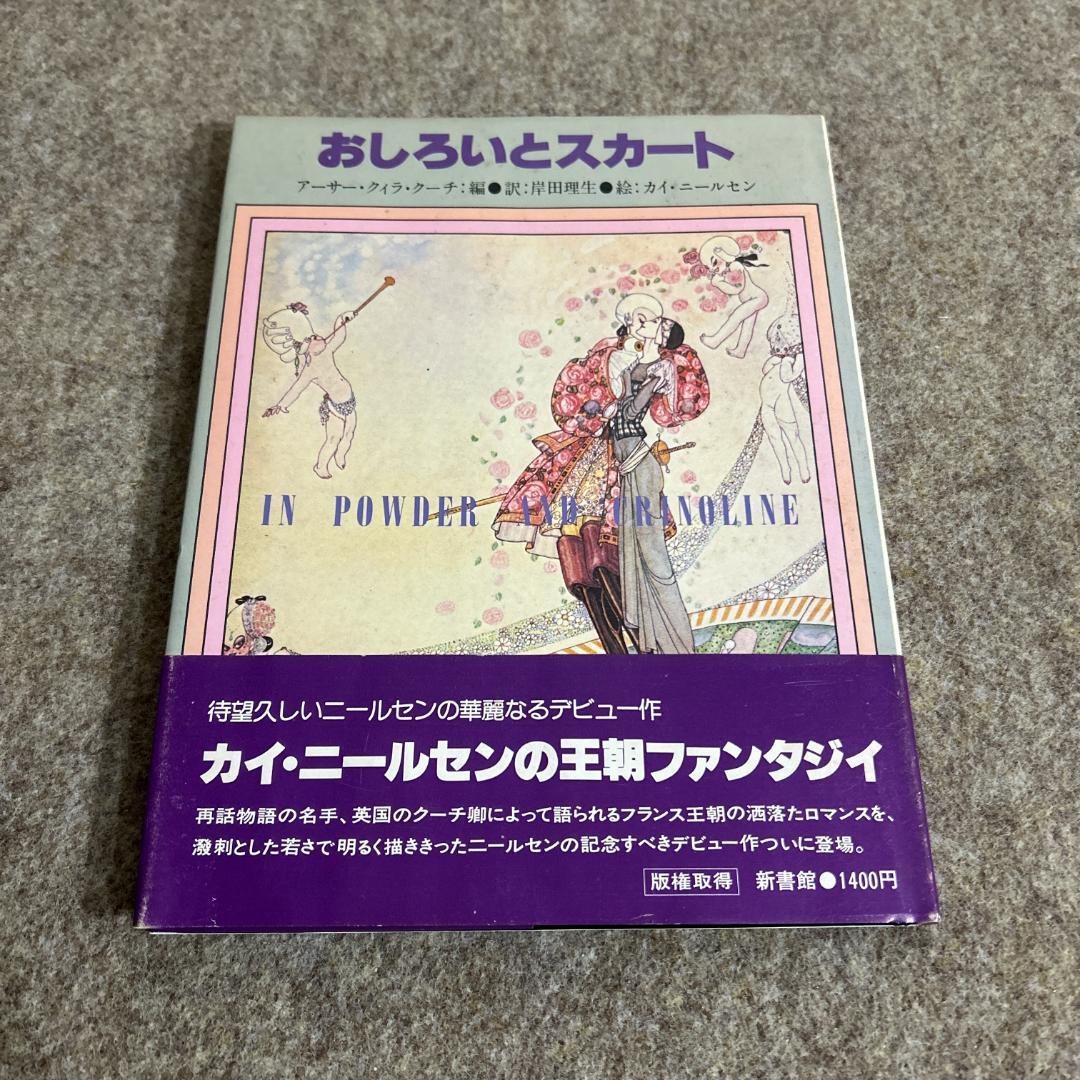 おしろいとスカート
アーサー・クィラ・クーチ:編●訳:岸田理生●絵:カイ・ニールセン
IN POWDER AND CRINOLINE
待望久しいニールセンの華麗なるデビュー作
カイ・ニールセンの王朝ファンタジイ
再話物語の名手、英国のクーチ卿によって語られるフランス王朝の洒落たロマンスを、
潑刺とした若さで明るく描ききったニールセンの記念すべきデビュー作ついに登場。
版権取得 新書館●1400円